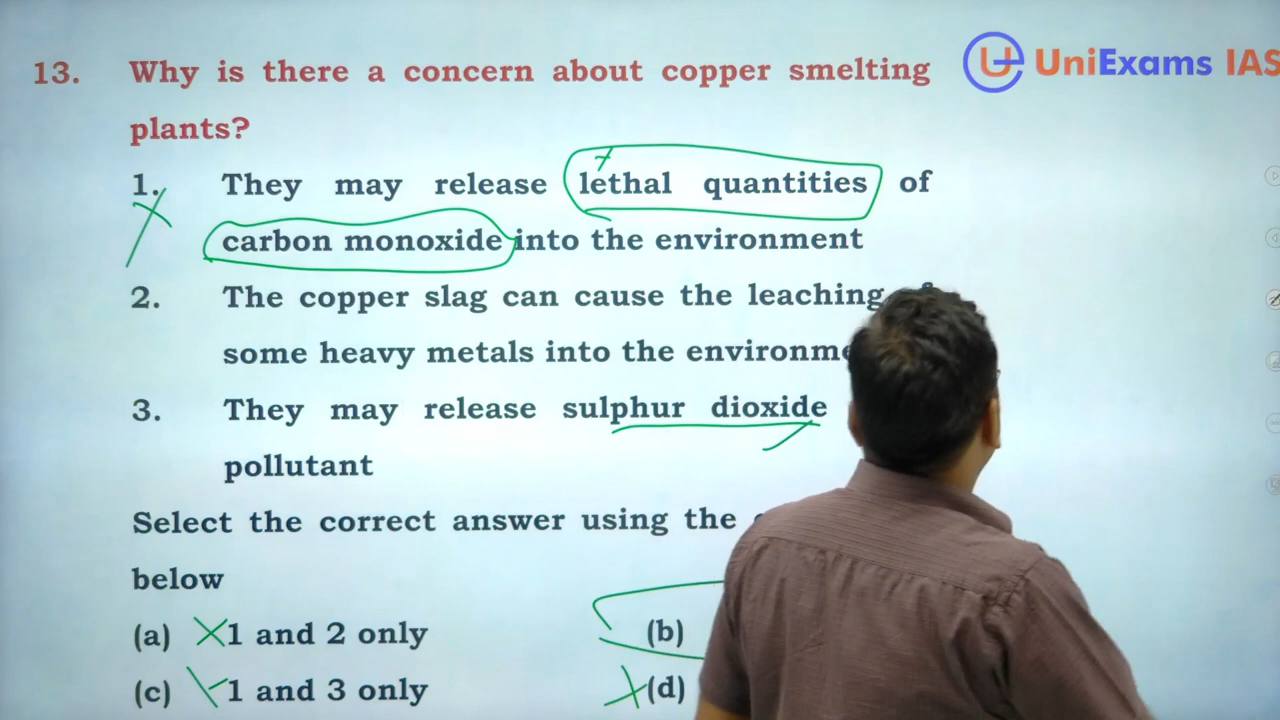 UniExams IAS
13. Why is there a concern about copper smelting
plants?
1. They may release lethal quantities of
carbon monoxide into the environment
2. The copper slag can cause the leaching
some heavy metals into the
3. They may release sulphur dioxide
pollutant
Select the correct answer using the
below
(a) 1 and 2 only (b)
(c) 1 and 3 only (d)